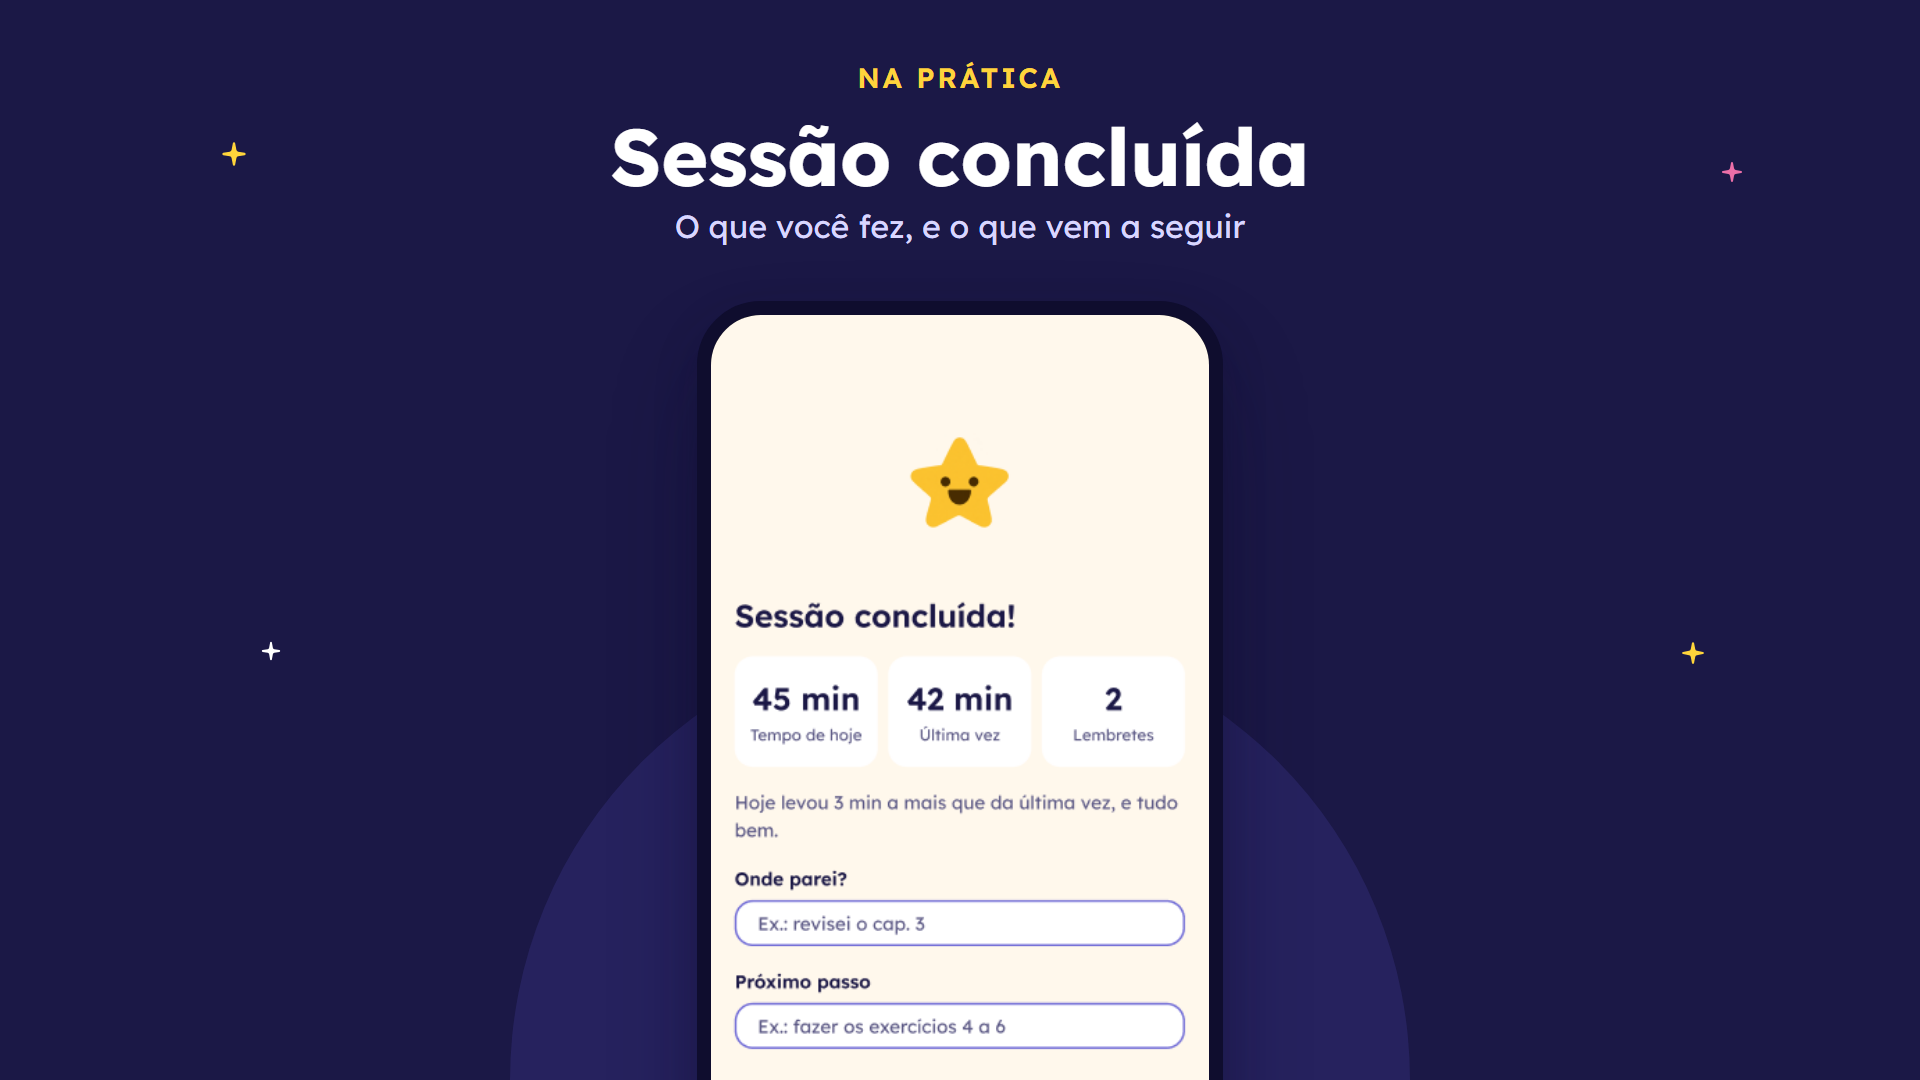 NA PRÁTICA
Sessão concluída
O que você fez, e o que vem a seguir
Sessão concluída!
45 min
Tempo de hoje
42 min
Última vez
2
Lembretes
Hoje levou 3 min a mais que da última vez, e tudo
bem.
Onde parei?
Ex.: revisei o cap. 3
Próximo passo
Ex.: fazer os exercícios 4 a 6